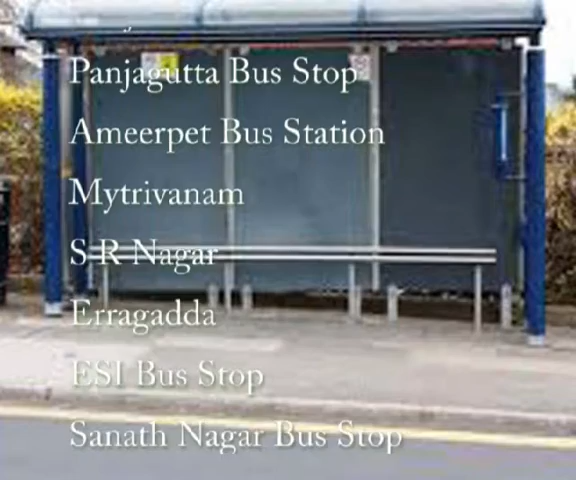 Panjagutta Bus Stop
Ameerpet Bus Station
Mytrivanam
S R Nagar
Erragadda
ESI Bus Stop
Sanath Nagar Bus Stop